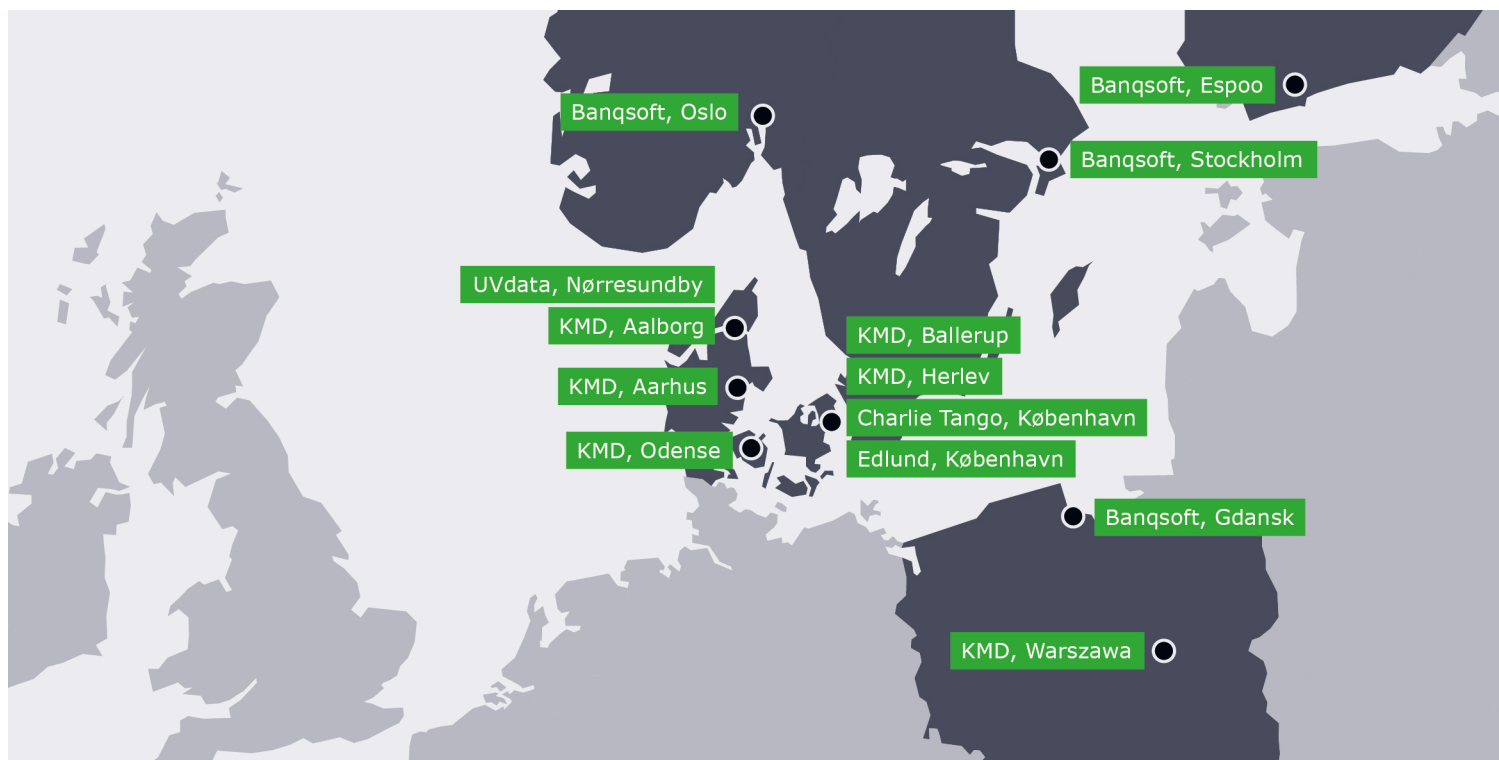 Banqsoft, Espoo
Banqsoft, Oslo
Banqsoft, Stockholm
UVdata, Nørresundby
KMD, Aalborg
KMD, Ballerup
KMD, Herlev
KMD, Aarhus
Charlie Tango, København
KMD, Odense
Edlund, København
Banqsoft, Gdansk
KMD, Warszawa